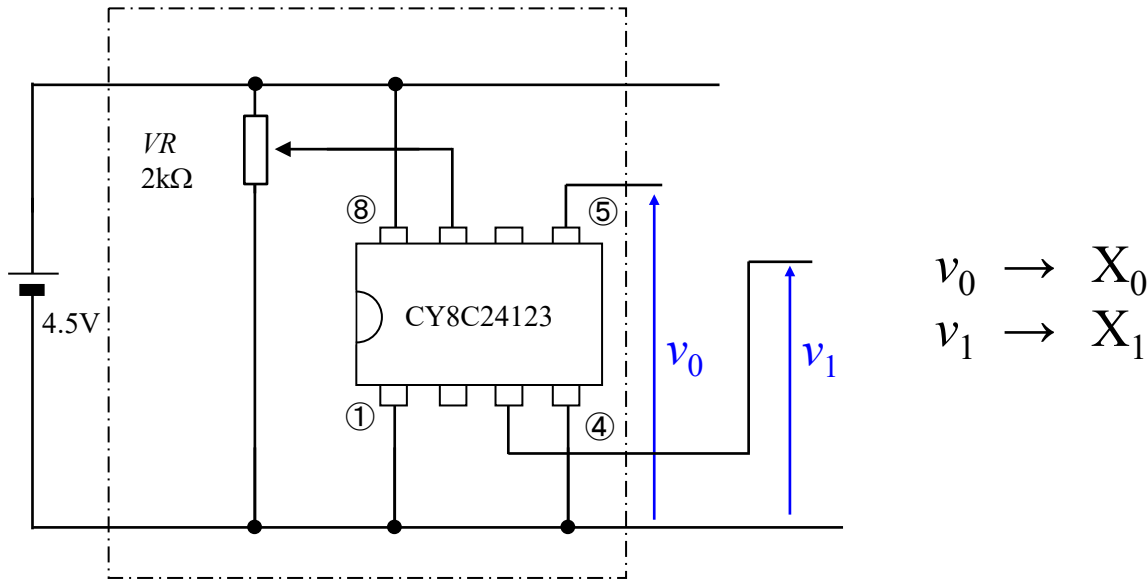 VR
2kΩ
⑧
⑤
CY8C24123
4.5V
①
④
v₀
v₁
v₀ → X₀
v₁ → X₁